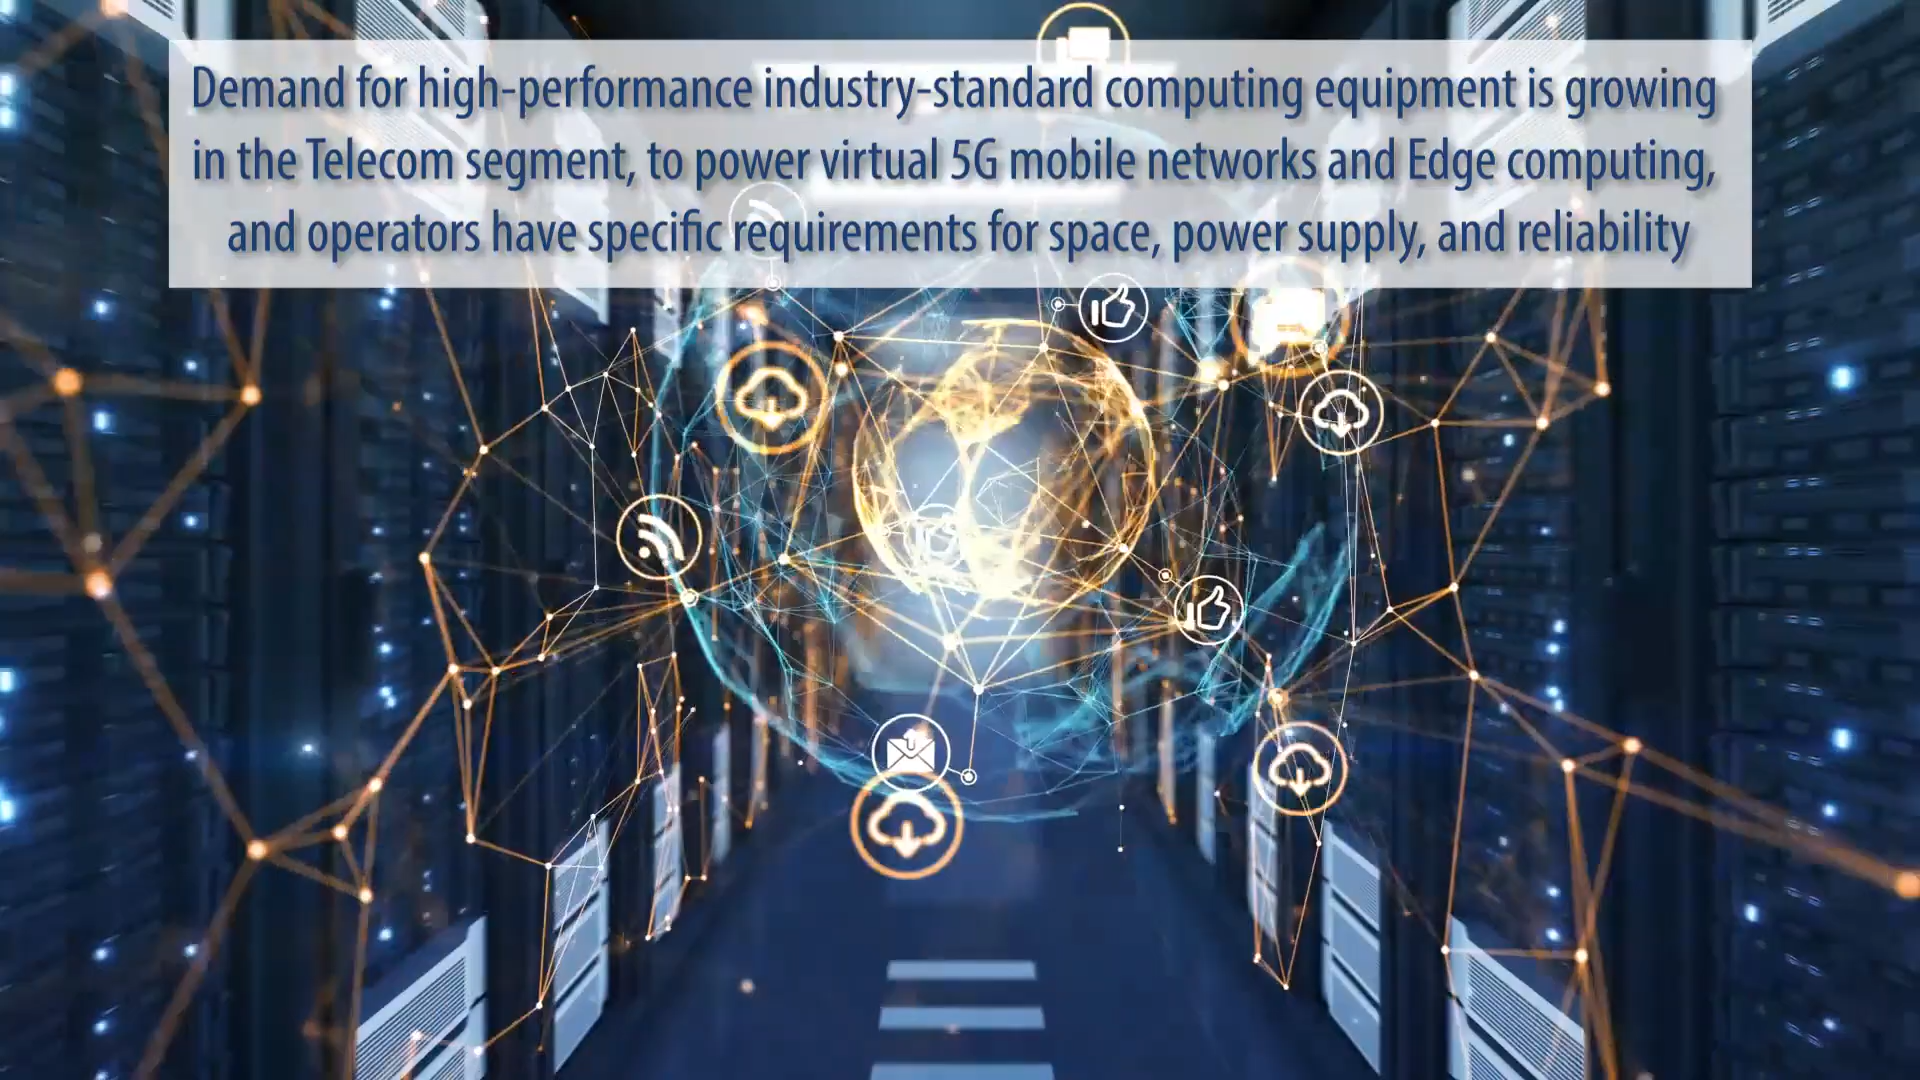 Demand for high-performance industry-standard computing equipment is growing
in the Telecom segment, to power virtual 5G mobile networks and Edge computing,
and operators have specific requirements for space, power supply, and reliability